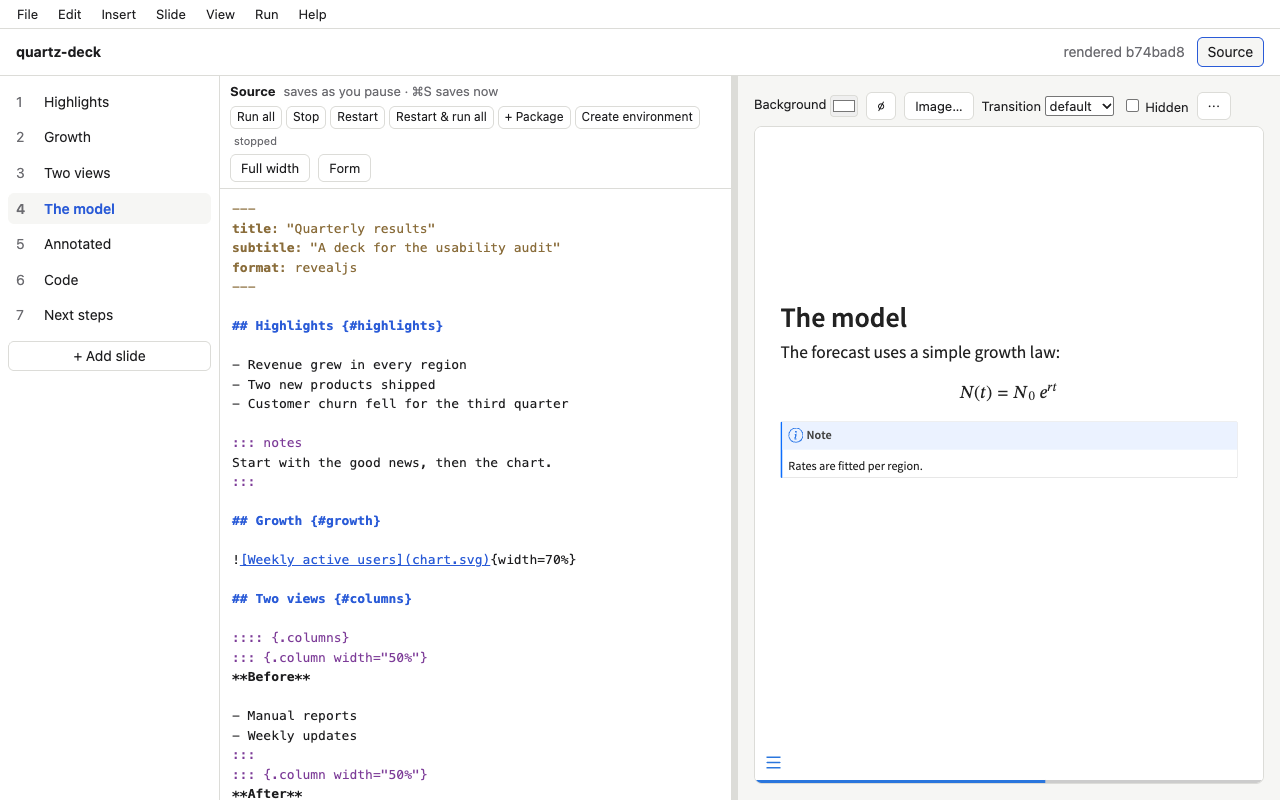 File Edit Insert Slide View Run Help
quartz-deck
rendered b74bad8 Source
1 Highlights
2 Growth
3 Two views
4 The model
5 Annotated
6 Code
7 Next steps
+ Add slide
Source saves as you pause · ⌘S saves now
Run all Stop Restart Restart & run all + Package Create environment
stopped
Full width Form
---
title: "Quarterly results"
subtitle: "A deck for the usability audit"
format: revealjs
---
## Highlights {#highlights}
- Revenue grew in every region
- Two new products shipped
- Customer churn fell for the third quarter
::: notes
Start with the good news, then the chart.
:::
## Growth {#growth}
![Weekly active users](chart.svg){width=70%}
## Two views {#columns}
:::: {.columns}
::: {.column width="50%"}
**Before**
- Manual reports
- Weekly updates
:::
::: {.column width="50%"}
**After**
Background ø Image... Transition default Hidden ...
The model
The forecast uses a simple growth law:
N(t) = N₀ eʳᵗ
Note
Rates are fitted per region.